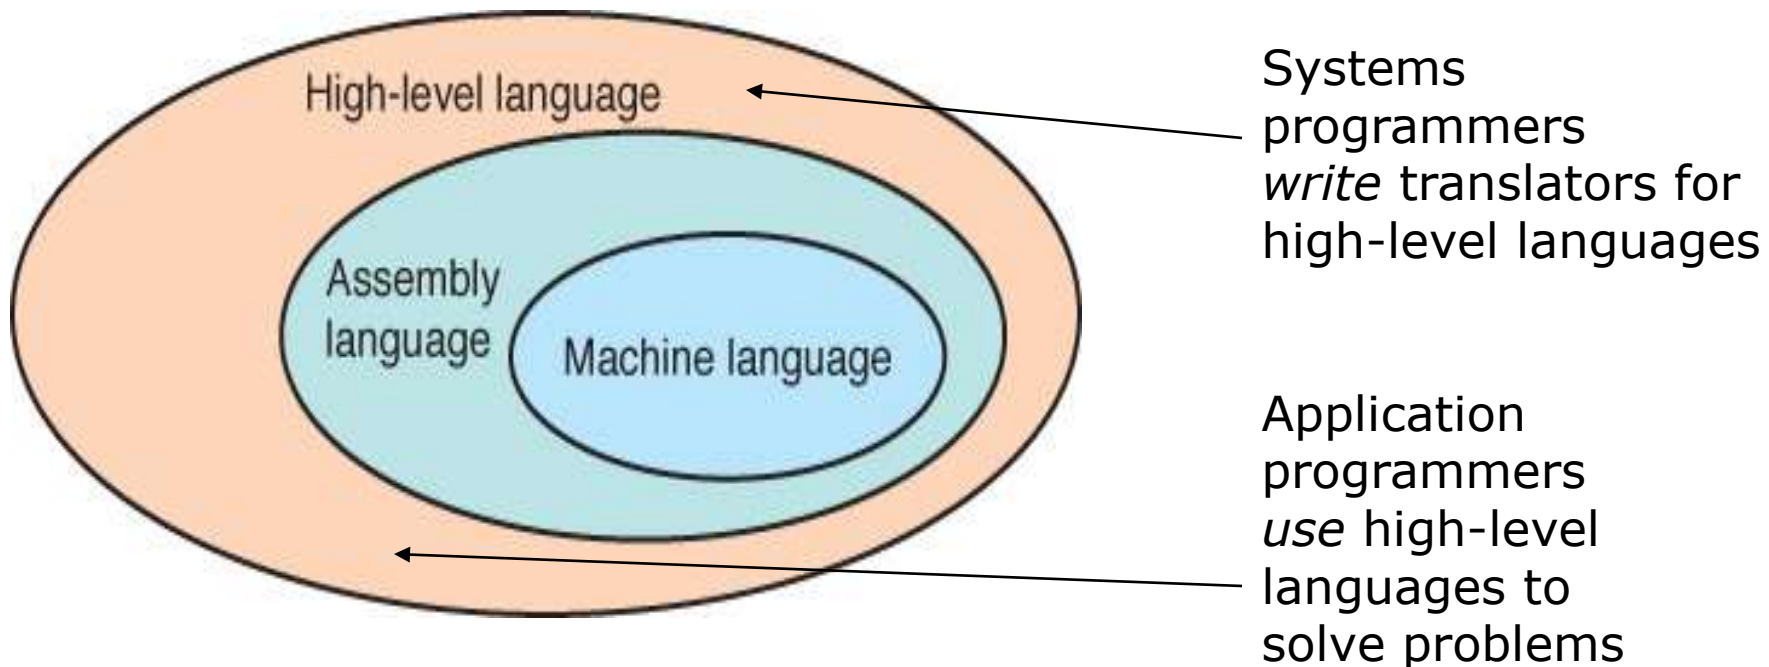 High-level language
Assembly
language
Machine language
Systems
programmers
write translators for
high-level languages
Application
programmers
use high-level
languages to
solve problems